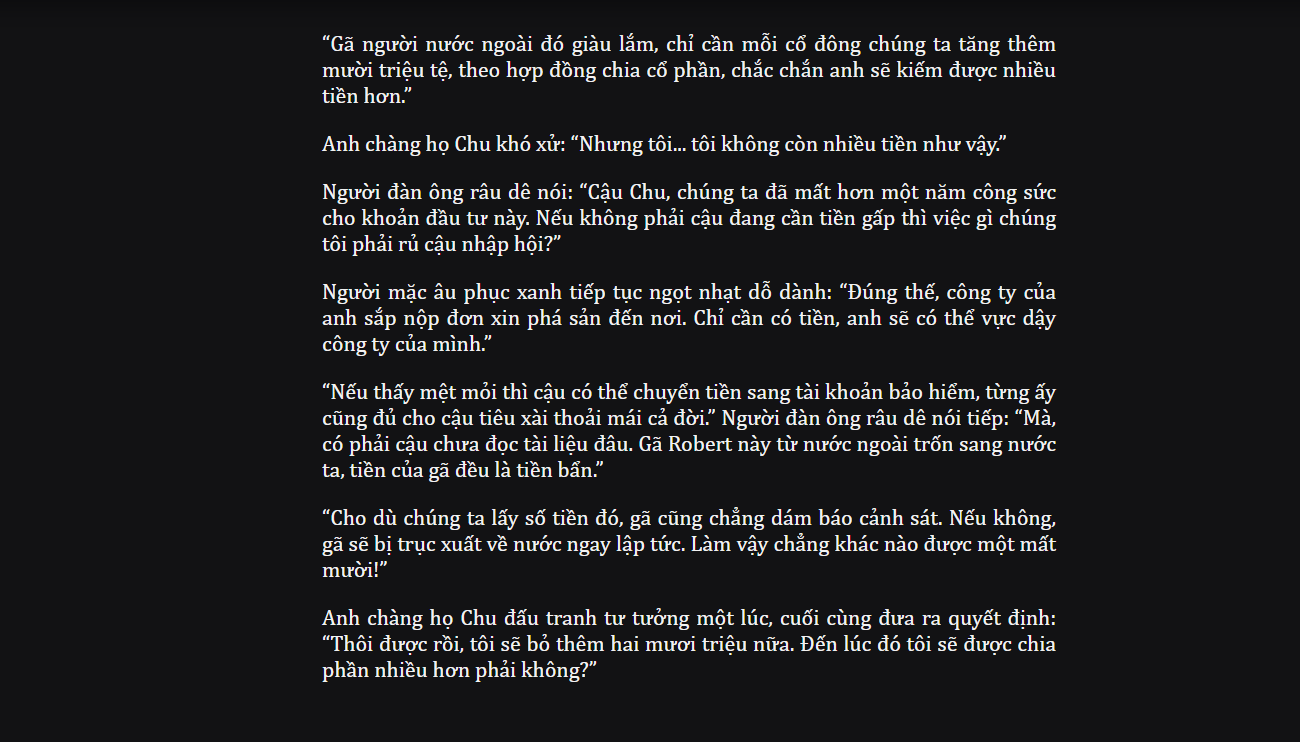 “Gã người nước ngoài đó giàu lắm, chỉ cần mỗi cổ đông chúng ta tăng thêm
mười triệu tệ, theo hợp đồng chia cổ phần, chắc chắn anh sẽ kiếm được nhiều
tiền hơn.”
Anh chàng họ Chu khó xử: “Nhưng tôi... tôi không còn nhiều tiền như vậy.”
Người đàn ông râu dê nói: “Cậu Chu, chúng ta đã mất hơn một năm công sức
cho khoản đầu tư này. Nếu không phải cậu đang cần tiền gấp thì việc gì chúng
tôi phải rủ cậu nhập hội?”
Người mặc âu phục xanh tiếp tục ngọt nhạt dỗ dành: “Đúng thế, công ty của
anh sắp nộp đơn xin phá sản đến nơi. Chỉ cần có tiền, anh sẽ có thể vực dậy
công ty của mình.”
“Nếu thấy mệt mỏi thì cậu có thể chuyển tiền sang tài khoản bảo hiểm, từng ấy
cũng đủ cho cậu tiêu xài thoải mái cả đời.” Người đàn ông râu dê nói tiếp: “Mà,
có phải cậu chưa đọc tài liệu đâu. Gã Robert này từ nước ngoài trốn sang nước
ta, tiền của gã đều là tiền bẩn.”
“Cho dù chúng ta lấy số tiền đó, gã cũng chẳng dám báo cảnh sát. Nếu không,
gã sẽ bị trục xuất về nước ngay lập tức. Làm vậy chẳng khác nào được một mất
mười!”
Anh chàng họ Chu đấu tranh tư tưởng một lúc, cuối cùng đưa ra quyết định:
“Thôi được rồi, tôi sẽ bỏ thêm hai mươi triệu nữa. Đến lúc đó tôi sẽ được chia
phần nhiều hơn phải không?”